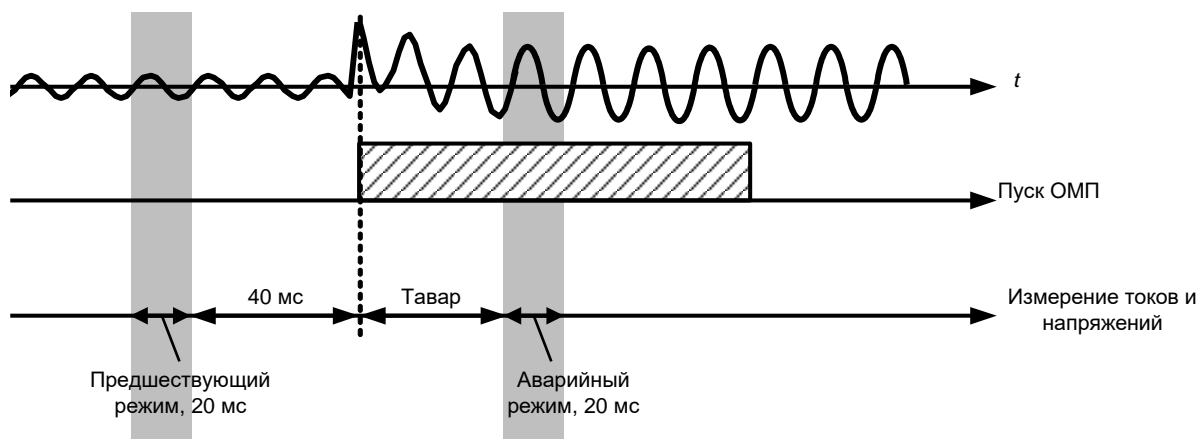 t
Пуск ОМП
40 мс
Тавар
Измерение токов и
напряжений
Предшествующий
режим, 20 мс
Аварийный
режим, 20 мс